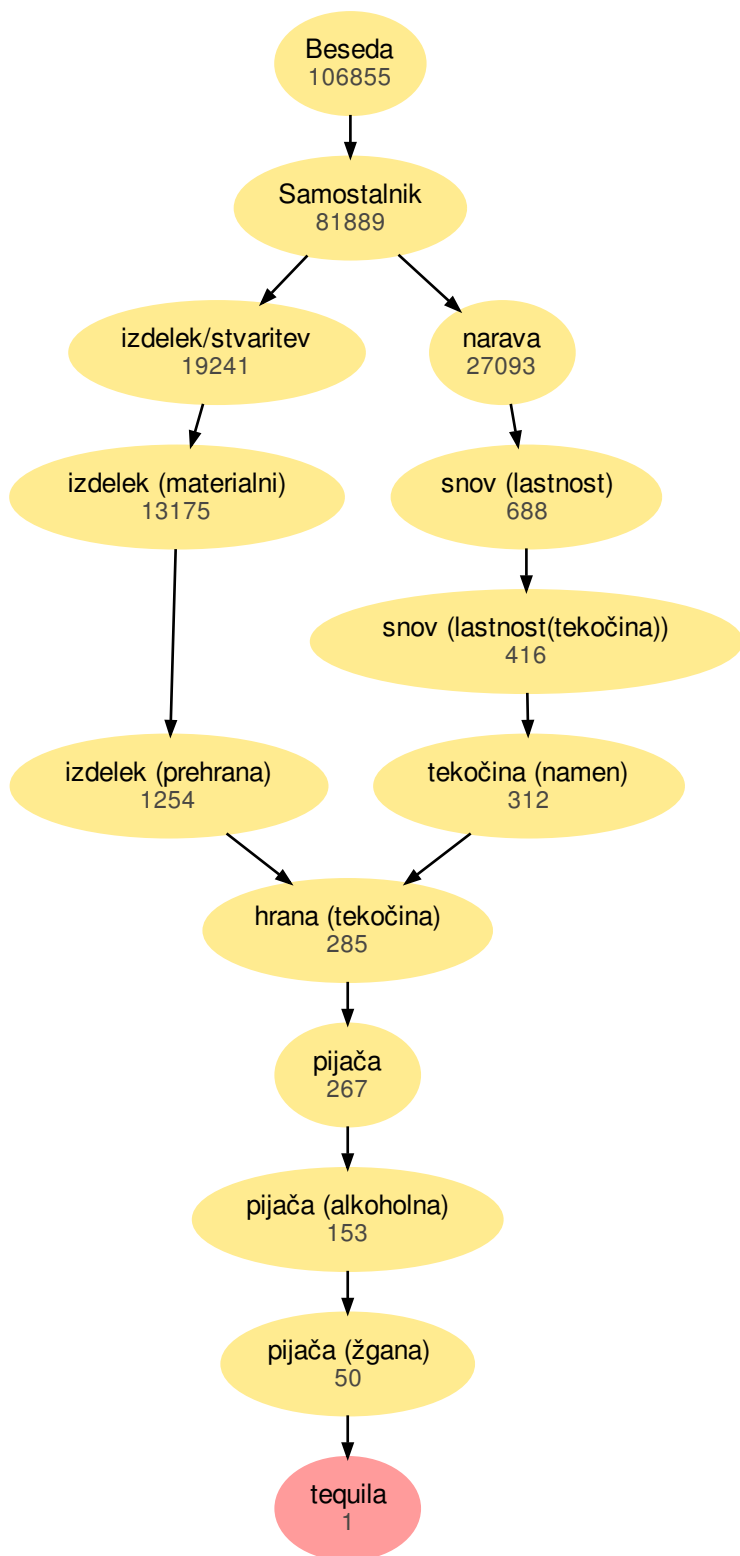 Beseda
106855
Samostalnik
81889
izdelek/stvaritev
19241
narava
27093
izdelek (materialni)
13175
snov (lastnost)
688
snov (lastnost(tekočina))
416
izdelek (prehrana)
1254
tekočina (namen)
312
hrana (tekočina)
285
pijača
267
pijača (alkoholna)
153
pijača (žgana)
50
tequila
1